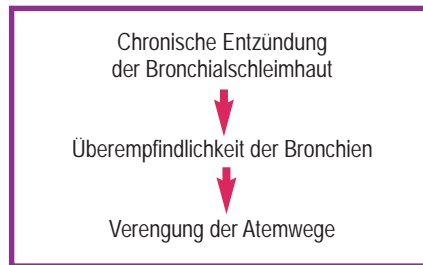 Chronische Entzündung
der Bronchialschleimhaut
Überempfindlichkeit der Bronchien
Verengung der Atemwege